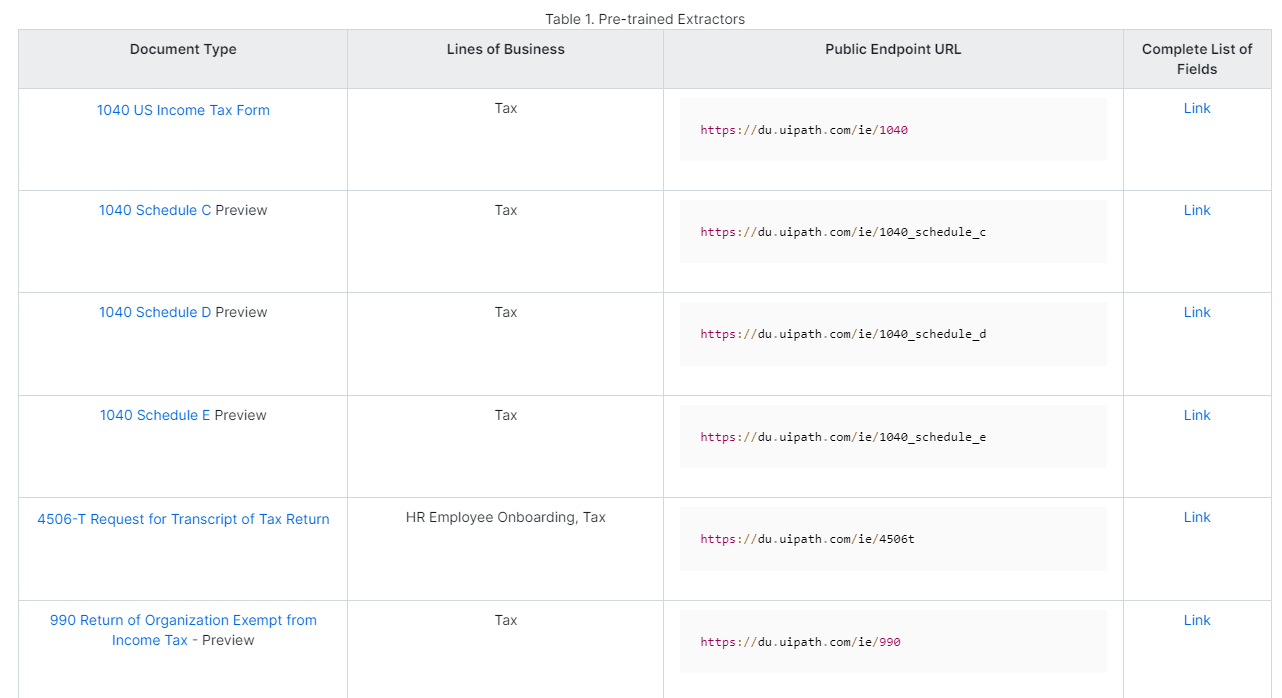 Table 1. Pre-trained Extractors
Document Type Lines of Business Public Endpoint URL Complete List of
Fields
1040 US Income Tax Form Tax https://du.uipath.com/ie/1040 Link
1040 Schedule C Preview Tax https://du.uipath.com/ie/1040_schedule_c Link
1040 Schedule D Preview Tax https://du.uipath.com/ie/1040_schedule_d Link
1040 Schedule E Preview Tax https://du.uipath.com/ie/1040_schedule_e Link
4506-T Request for Transcript of Tax Return HR Employee Onboarding, Tax https://du.uipath.com/ie/4506t Link
990 Return of Organization Exempt from Tax https://du.uipath.com/ie/990 Link
Income Tax - Preview